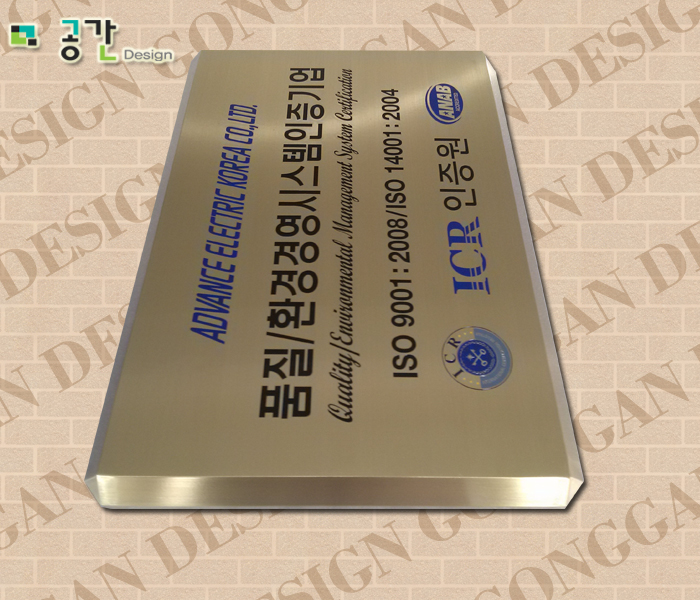 공간
Design
ADVANCE ELECTRIC KOREA CO.,LTD.
품질/환경경영시스템인증기업
Quality/Environmental Management System Certification
ISO 9001 : 2008/ISO 14001 : 2004
ICR
ICR 인증원
ANAB
GONGGAN DESIGN